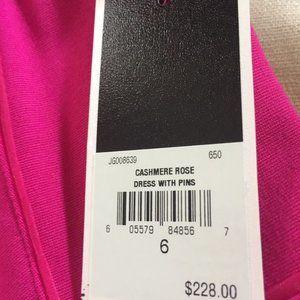 JG008639 650
CASHMERE ROSE
DRESS WITH PINS
6 05579 84856 7
6
$228.00